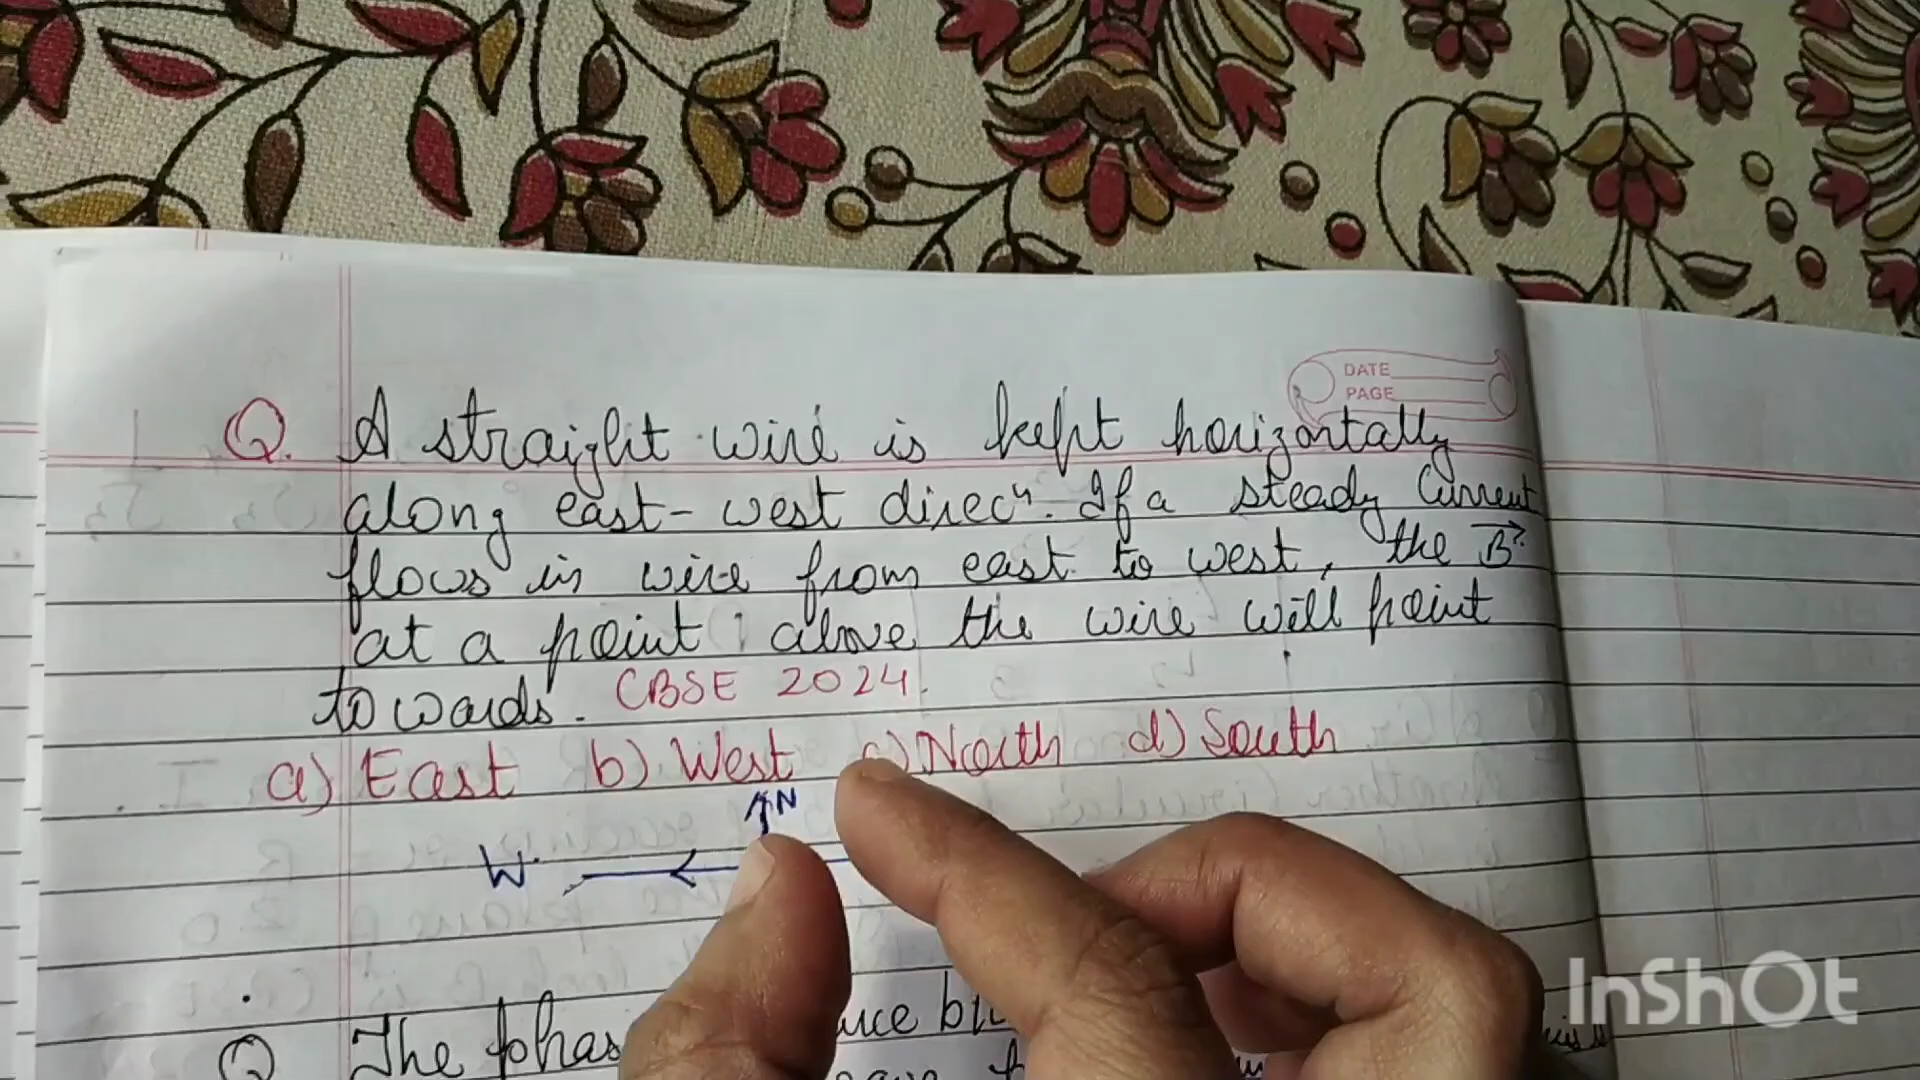 DATE
PAGE
Q. A straight wire is kept horizontally
along east-west direcⁿ. If a steady Current
flows in wire from east to west, the B⃗
at a point above the wire will point
towards. CBSE 2024.
a) East b) West c) North d) South
N
W
Q The phas
InShOt